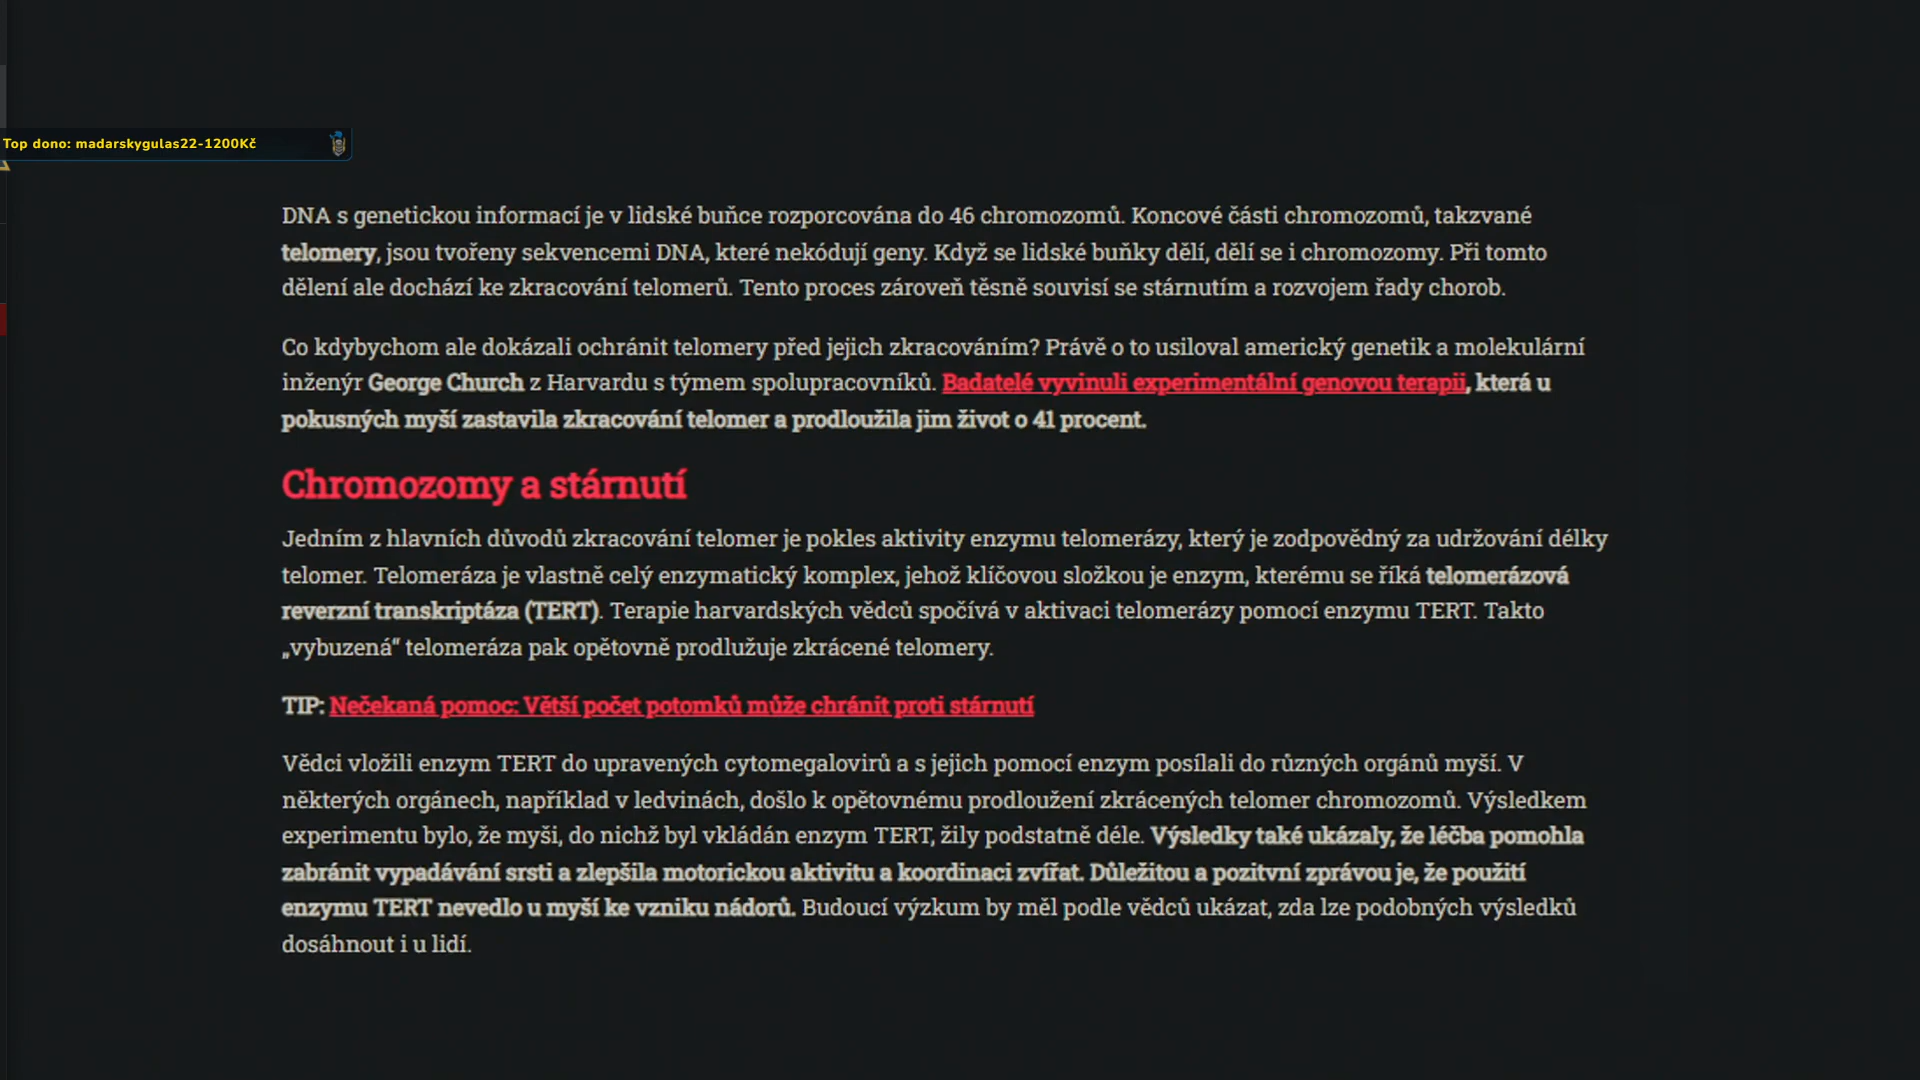 Top dono: madarskygulas22-1200Kč
DNA s genetickou informací je v lidské buňce rozporcována do 46 chromozomů. Koncové části chromozomů, takzvané
telomery, jsou tvořeny sekvencemi DNA, které nekódují geny. Když se lidské buňky dělí, dělí se i chromozomy. Při tomto
dělení ale dochází ke zkracování telomerů. Tento proces zároveň těsně souvisí se stárnutím a rozvojem řady chorob.
Co kdybychom ale dokázali ochránit telomery před jejich zkracováním? Právě o to usiloval americký genetik a molekulární
inženýr George Church z Harvardu s týmem spolupracovníků. Badatelé vyvinuli experimentální genovou terapii, která u
pokusných myší zastavila zkracování telomer a prodloužila jim život o 41 procent.
Chromozomy a stárnutí
Jedním z hlavních důvodů zkracování telomer je pokles aktivity enzymu telomerázy, který je zodpovědný za udržování délky
telomer. Telomeráza je vlastně celý enzymatický komplex, jehož klíčovou složkou je enzym, kterému se říká telomerázová
reverzní transkriptáza (TERT). Terapie harvardských vědců spočívá v aktivaci telomerázy pomocí enzymu TERT. Takto
„vybuzená“ telomeráza pak opětovně prodlužuje zkrácené telomery.
TIP: Nečekaná pomoc: Větší počet potomků může chránit proti stárnutí
Vědci vložili enzym TERT do upravených cytomegalovirů a s jejich pomocí enzym posílali do různých orgánů myší. V
některých orgánech, například v ledvinách, došlo k opětovnému prodloužení zkrácených telomer chromozomů. Výsledkem
experimentu bylo, že myši, do nichž byl vkládán enzym TERT, žily podstatně déle. Výsledky také ukázaly, že léčba pomohla
zabránit vypadávání srsti a zlepšila motorickou aktivitu a koordinaci zvířat. Důležitou a pozitvní zprávou je, že použití
enzymu TERT nevedlo u myší ke vzniku nádorů. Budoucí výzkum by měl podle vědců ukázat, zda lze podobných výsledků
dosáhnout i u lidí.